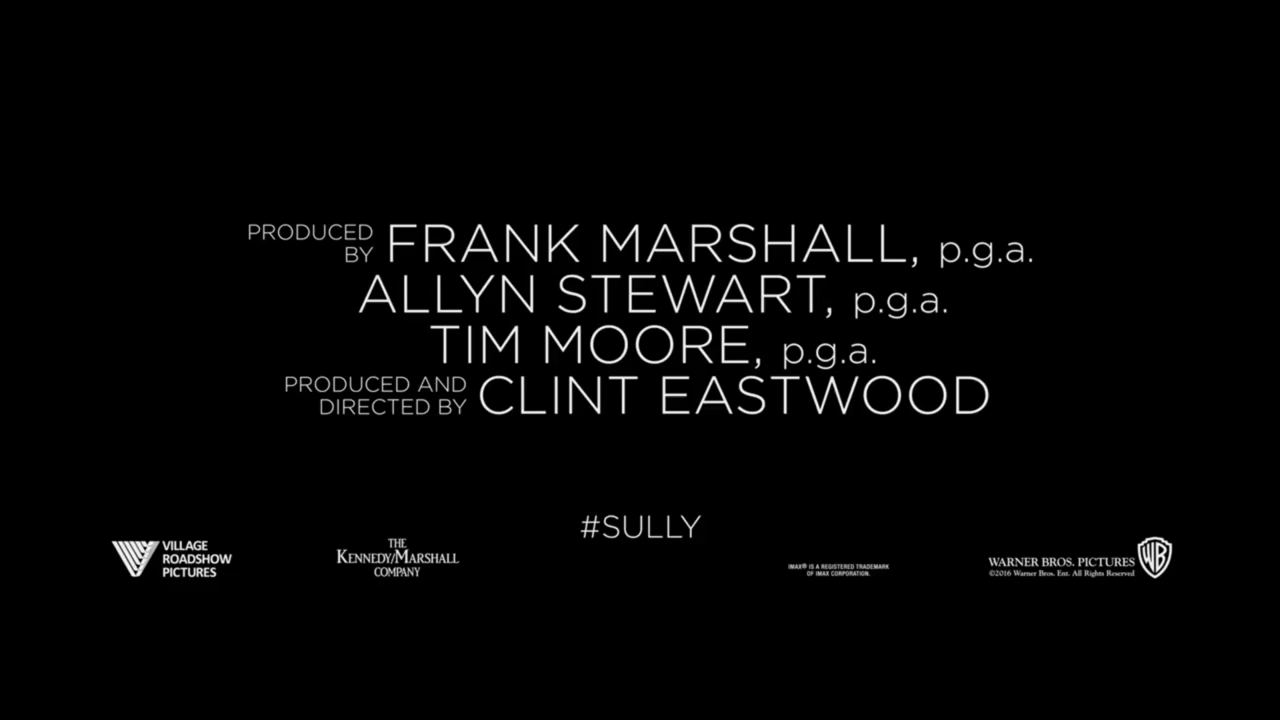 PRODUCED BY FRANK MARSHALL, p.g.a.
ALLYN STEWART, p.g.a.
TIM MOORE, p.g.a.
PRODUCED AND DIRECTED BY CLINT EASTWOOD
#SULLY
VILLAGE
ROADSHOW
PICTURES
THE
KENNEDY/MARSHALL
COMPANY
IMAX® IS A REGISTERED TRADEMARK
OF IMAX CORPORATION.
WARNER BROS. PICTURES
©2016 Warner Bros. Ent. All Rights Reserved
WB